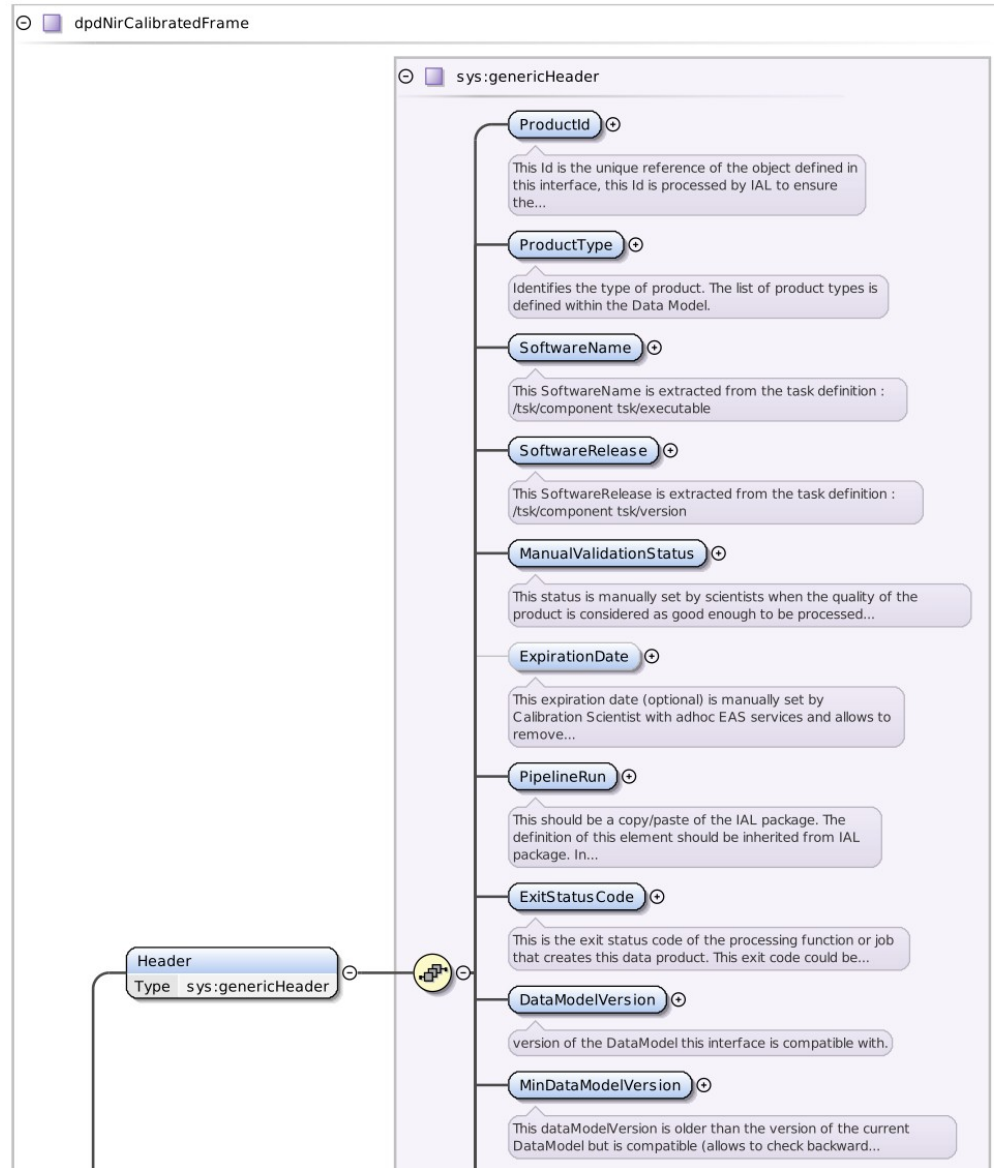 dpdNirCalibratedFrame
sys:genericHeader
ProductId
This Id is the unique reference of the object defined in
this interface, this Id is processed by IAL to ensure
the...
ProductType
Identifies the type of product. The list of product types is
defined within the Data Model.
SoftwareName
This SoftwareName is extracted from the task definition :
/tsk/component tsk/executable
SoftwareRelease
This SoftwareRelease is extracted from the task definition :
/tsk/component tsk/version
ManualValidationStatus
This status is manually set by scientists when the quality of the
product is considered as good enough to be processed...
ExpirationDate
This expiration date (optional) is manually set by
Calibration Scientist with adhoc EAS services and allows to
remove...
PipelineRun
This should be a copy/paste of the IAL package. The
definition of this element should be inherited from IAL
package. In...
ExitStatusCode
This is the exit status code of the processing function or job
that creates this data product. This exit code could be...
Header
Type sys:genericHeader
DataModelVersion
version of the DataModel this interface is compatible with.
MinDataModelVersion
This dataModelVersion is older than the version of the current
DataModel but is compatible (allows to check backward...